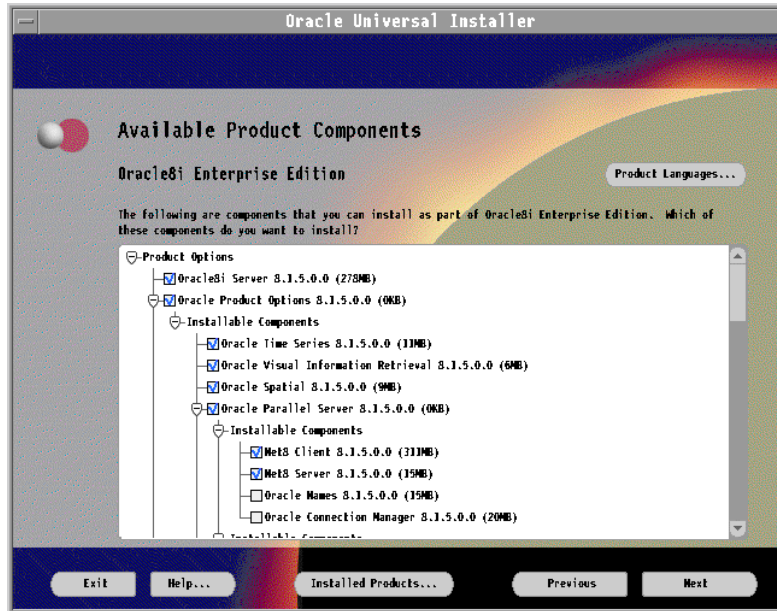 Oracle Universal Installer
Available Product Components
Oracle8i Enterprise Edition
Product Languages...
The following are components that you can install as part of Oracle8i Enterprise Edition. Which of
these components do you want to install?
Product Options
Oracle8i Server 8.1.5.0.0 (278MB)
Oracle Product Options 8.1.5.0.0 (0KB)
Installable Components
Oracle Time Series 8.1.5.0.0 (11MB)
Oracle Visual Information Retrieval 8.1.5.0.0 (6MB)
Oracle Spatial 8.1.5.0.0 (9MB)
Oracle Parallel Server 8.1.5.0.0 (0KB)
Installable Components
Net8 Client 8.1.5.0.0 (311MB)
Net8 Server 8.1.5.0.0 (15MB)
Oracle Names 8.1.5.0.0 (15MB)
Oracle Connection Manager 8.1.5.0.0 (20MB)
Installable Components
Exit
Help...
Installed Products...
Previous
Next